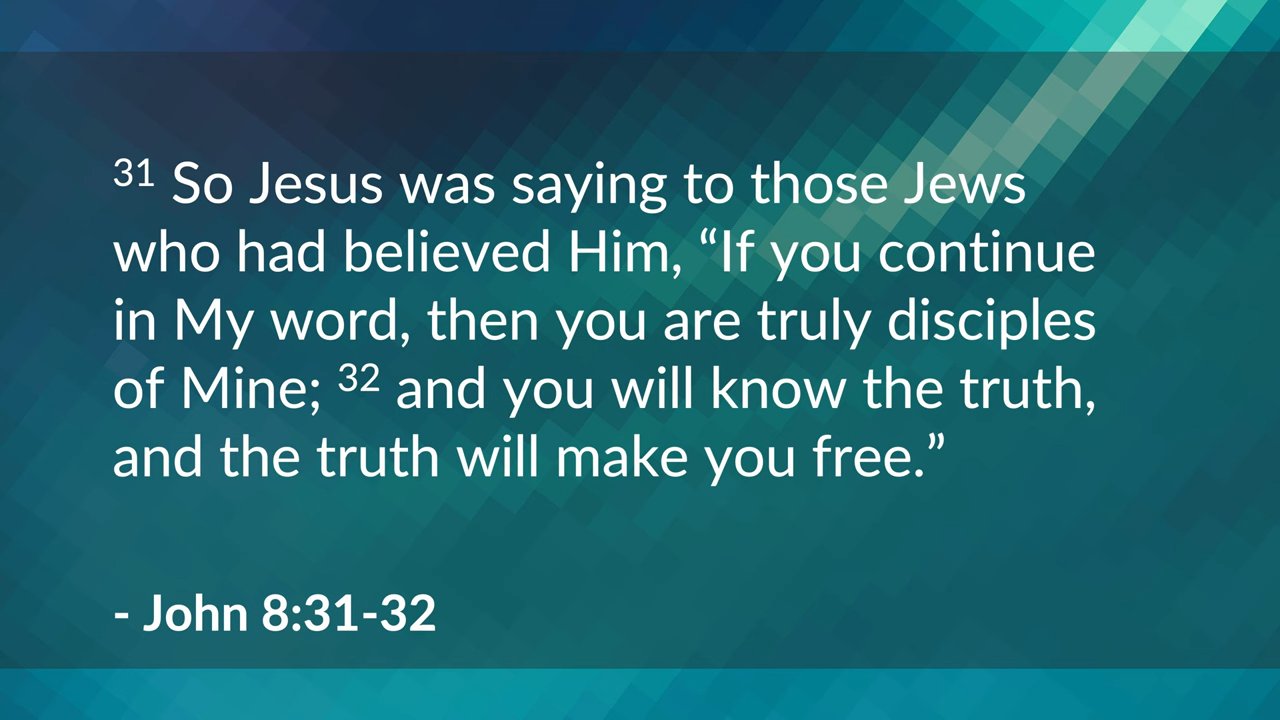 31 So Jesus was saying to those Jews
who had believed Him, “If you continue
in My word, then you are truly disciples
of Mine; 32 and you will know the truth,
and the truth will make you free.”
- John 8:31-32